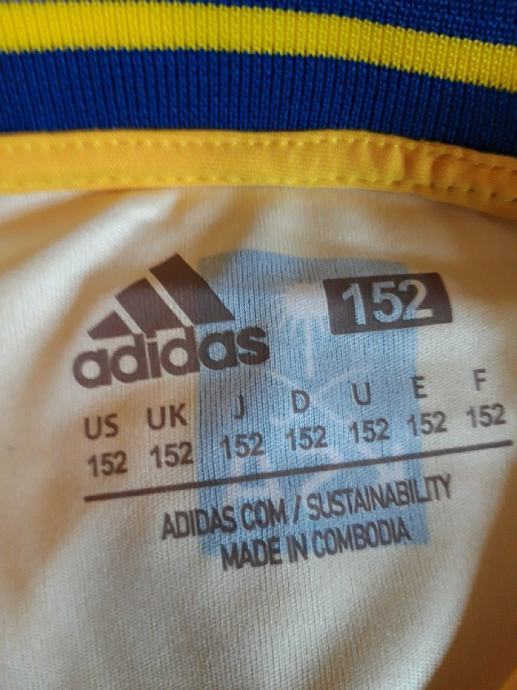 152
adidas
US UK J D U E F
152 152 152 152 152 152 152
ADIDAS COM / SUSTAINABILITY
MADE IN COMBODIA